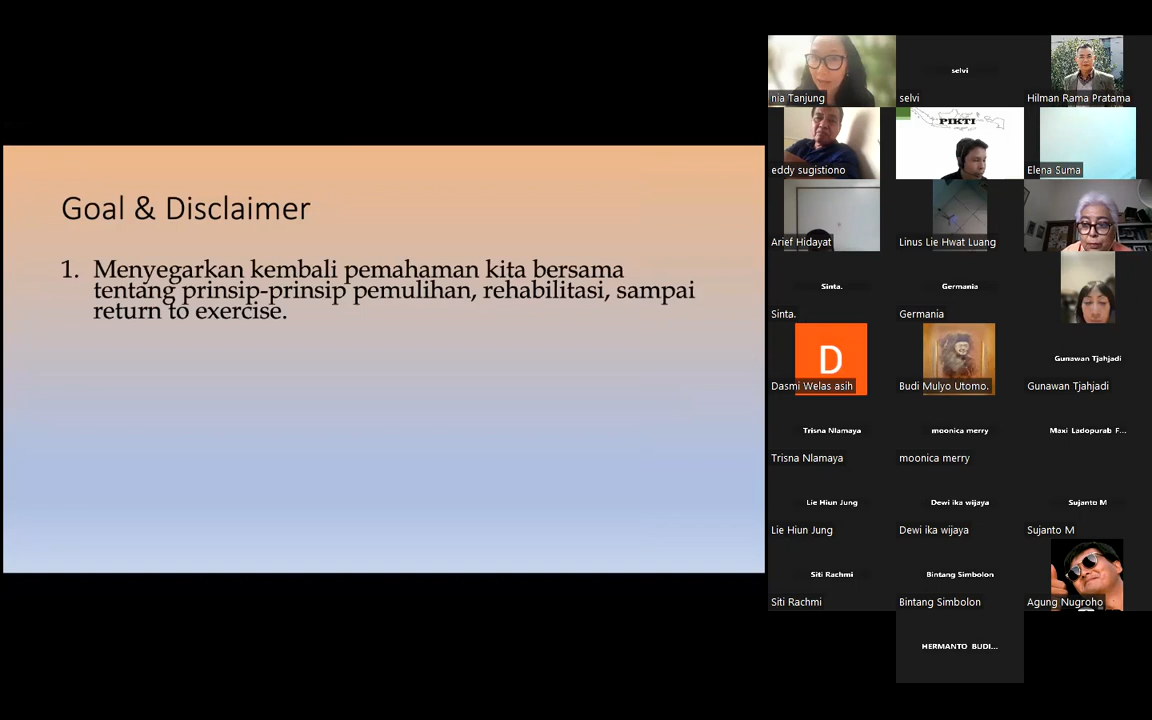 Goal & Disclaimer
1. Menyegarkan kembali pemahaman kita bersama
tentang prinsip-prinsip pemulihan, rehabilitasi, sampai
return to exercise.
nia Tanjung
selvi
selvi
Hilman Rama Pratama
eddy sugistiono
PIKTI
Elena Suma
Arief Hidayat
Linus Lie Hwat Luang
Sinta.
Sinta.
Germania
Germania
D
Dasmi Welas asih
Budi Mulyo Utomo.
Gunawan Tjahjadi
Gunawan Tjahjadi
Trisna Nlamaya
Trisna Nlamaya
moonica merry
moonica merry
Maxi Ladopurab F...
Lie Hiun Jung
Lie Hiun Jung
Dewi ika wijaya
Dewi ika wijaya
Sujanto M
Sujanto M
Siti Rachmi
Siti Rachmi
Bintang Simbolon
Bintang Simbolon
Agung Nugroho
HERMANTO BUDI...